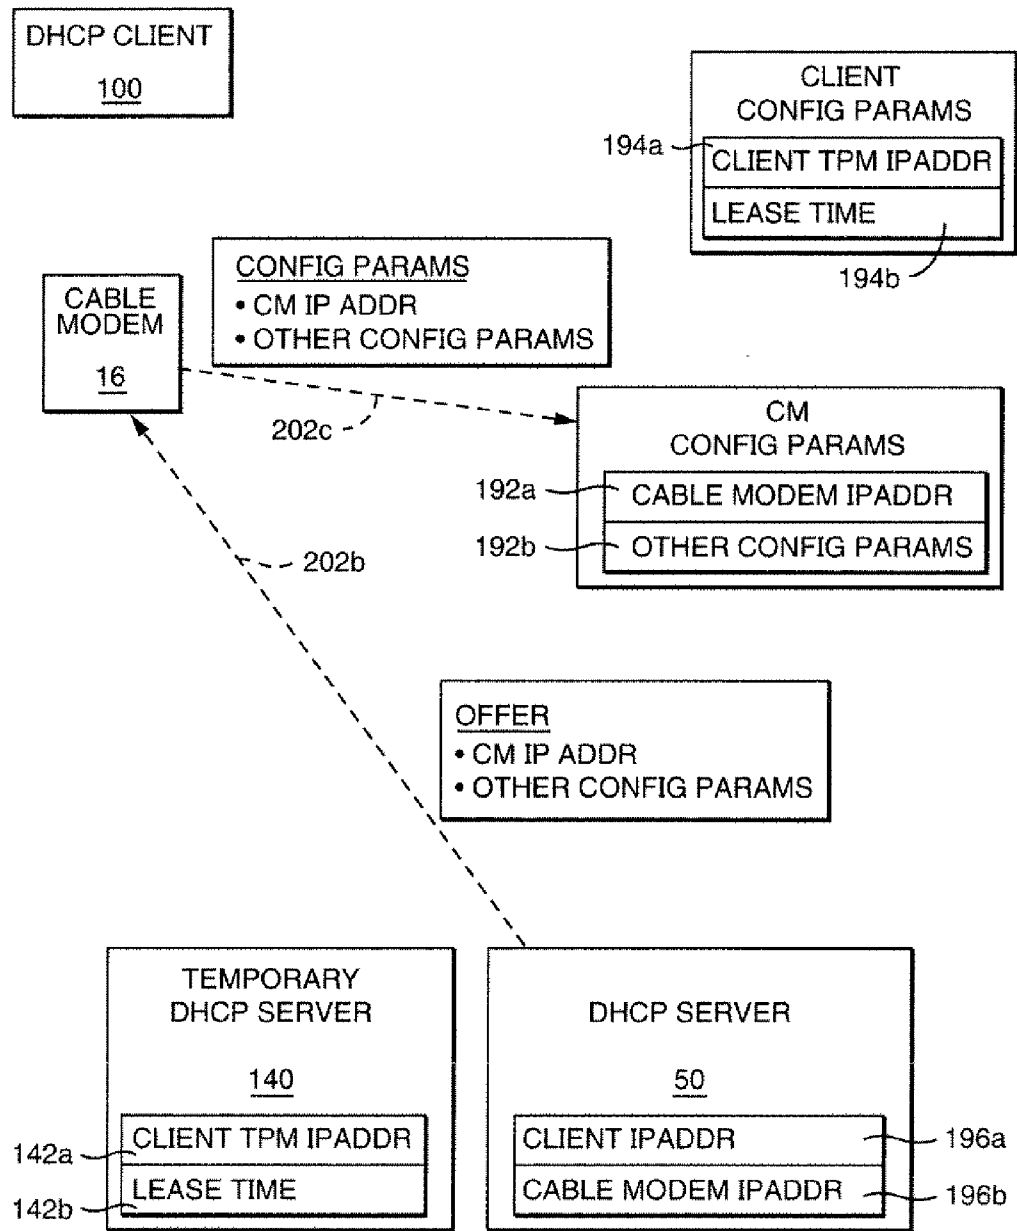 DHCP CLIENT
100
CLIENT
CONFIG PARAMS
194a
CLIENT TPM IPADDR
LEASE TIME
194b
CONFIG PARAMS
• CM IP ADDR
• OTHER CONFIG PARAMS
CABLE
MODEM
16
202c
CM
CONFIG PARAMS
192a
CABLE MODEM IPADDR
192b
OTHER CONFIG PARAMS
202b
OFFER
• CM IP ADDR
• OTHER CONFIG PARAMS
TEMPORARY
DHCP SERVER
140
142a
CLIENT TPM IPADDR
142b
LEASE TIME
DHCP SERVER
50
CLIENT IPADDR
196a
CABLE MODEM IPADDR
196b